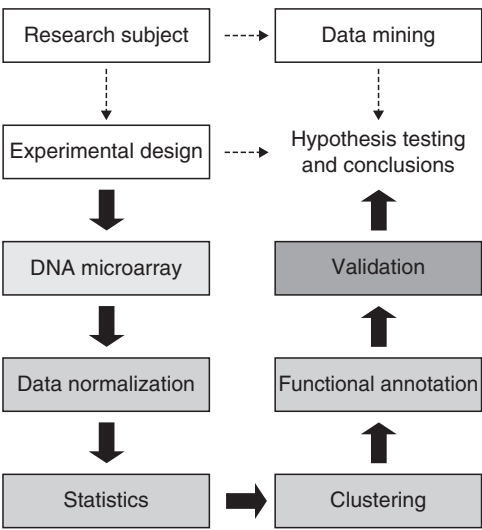 Research subject
Data mining
Experimental design
Hypothesis testing
and conclusions
DNA microarray
Validation
Data normalization
Functional annotation
Statistics
Clustering